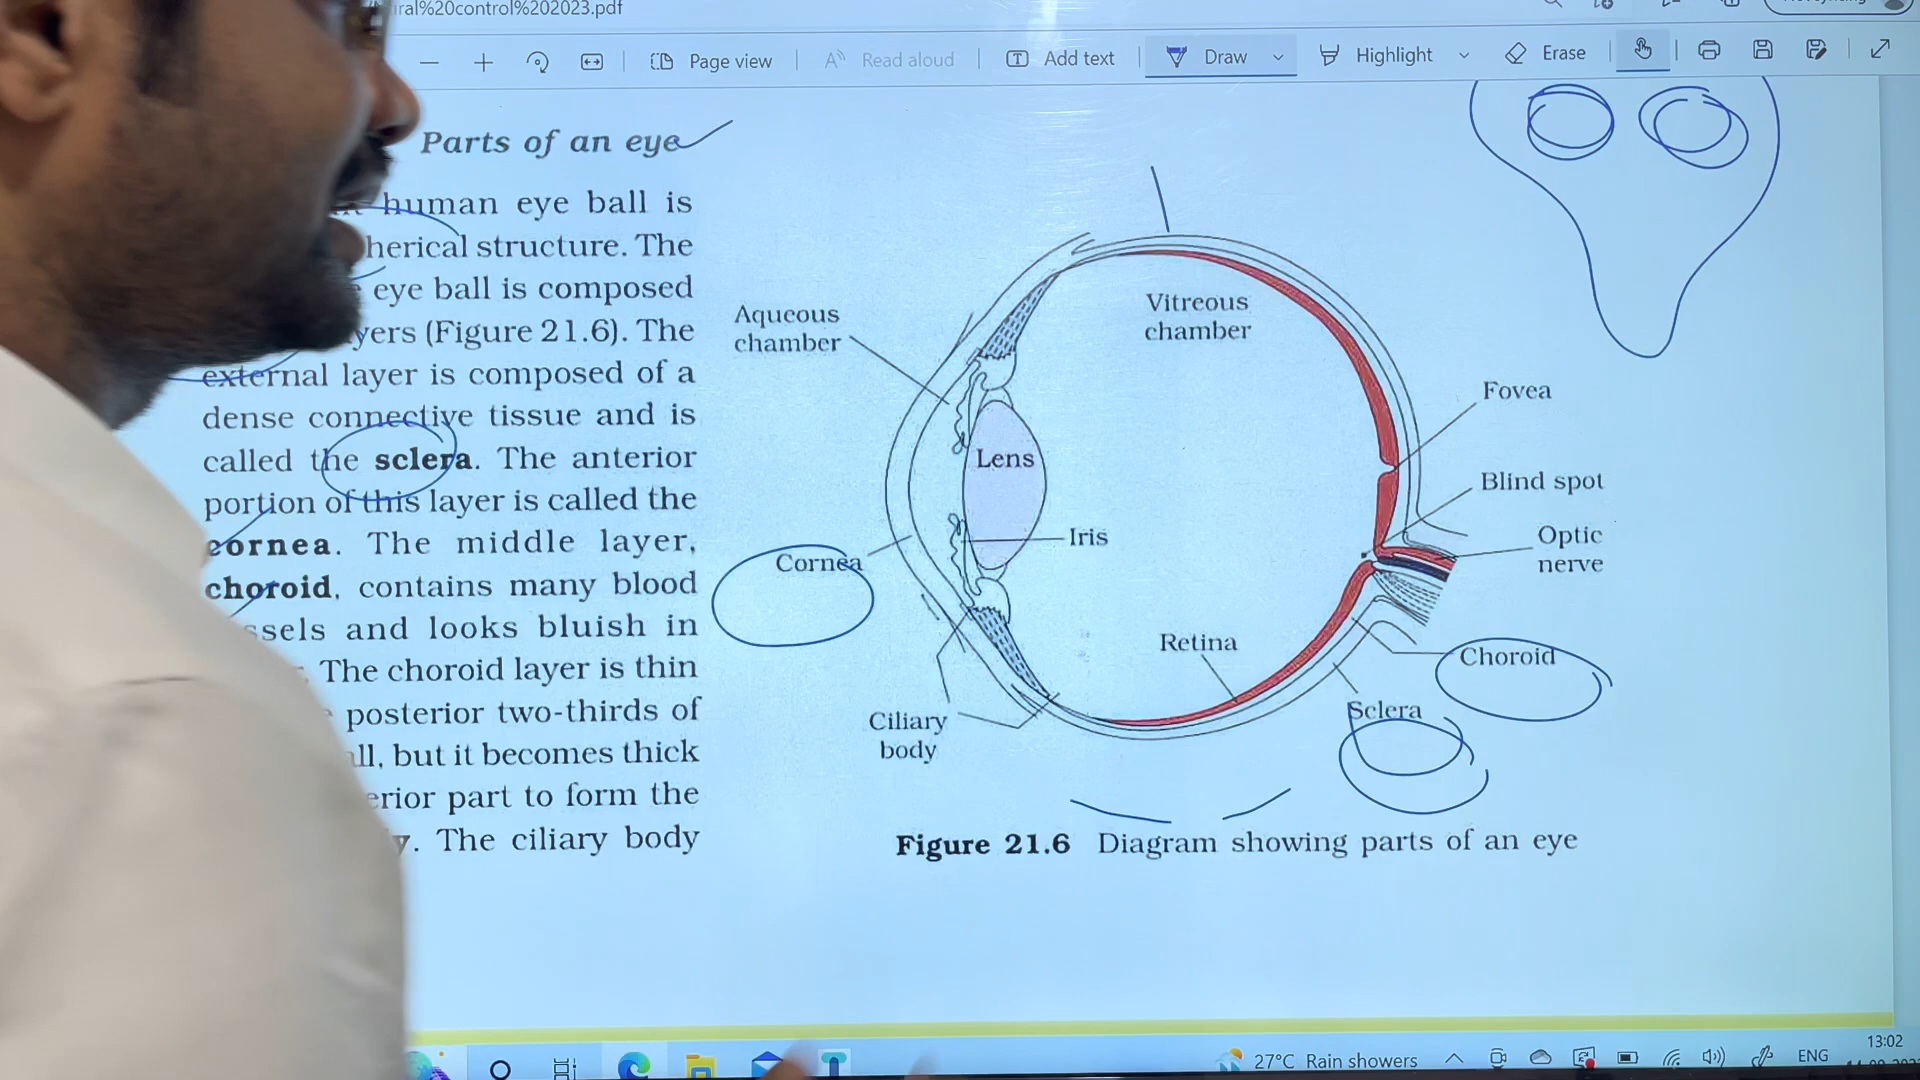 ral%20control%202023.pdf
Page view
Read aloud
Add text
Draw
Highlight
Erase
Parts of an eye
human eye ball is
herical structure. The
eye ball is composed
yers (Figure 21.6). The
external layer is composed of a
dense connective tissue and is
called the sclera. The anterior
portion of this layer is called the
cornea. The middle layer,
choroid, contains many blood
ssels and looks bluish in
The choroid layer is thin
posterior two-thirds of
ll, but it becomes thick
erior part to form the
y. The ciliary body
Aqueous
chamber
Vitreous
chamber
Fovea
Lens
Blind spot
Iris
Optic
nerve
Cornea
Retina
Choroid
Sclera
Ciliary
body
Figure 21.6 Diagram showing parts of an eye
27°C Rain showers
ENG
13:02